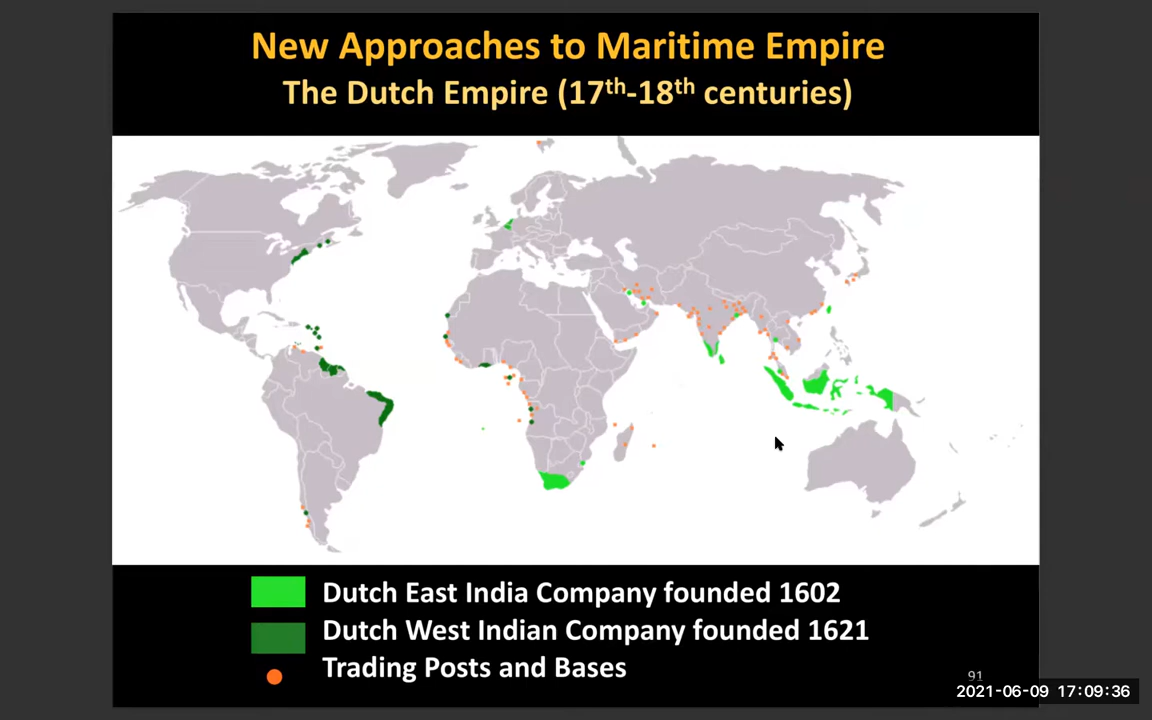 New Approaches to Maritime Empire
The Dutch Empire (17th-18th centuries)
Dutch East India Company founded 1602
Dutch West Indian Company founded 1621
Trading Posts and Bases
91
2021-06-09 17:09:36